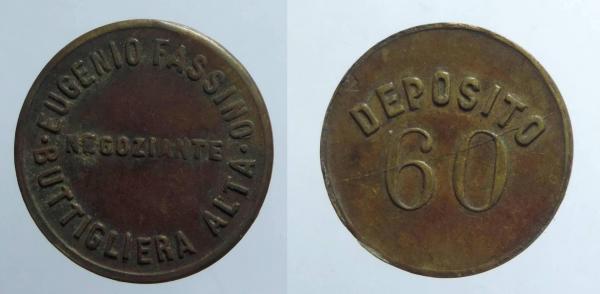 EUGENIO FASSINO
NEGOZIANTE
· BUTTIGLIERA ALTA ·
DEPOSITO
60